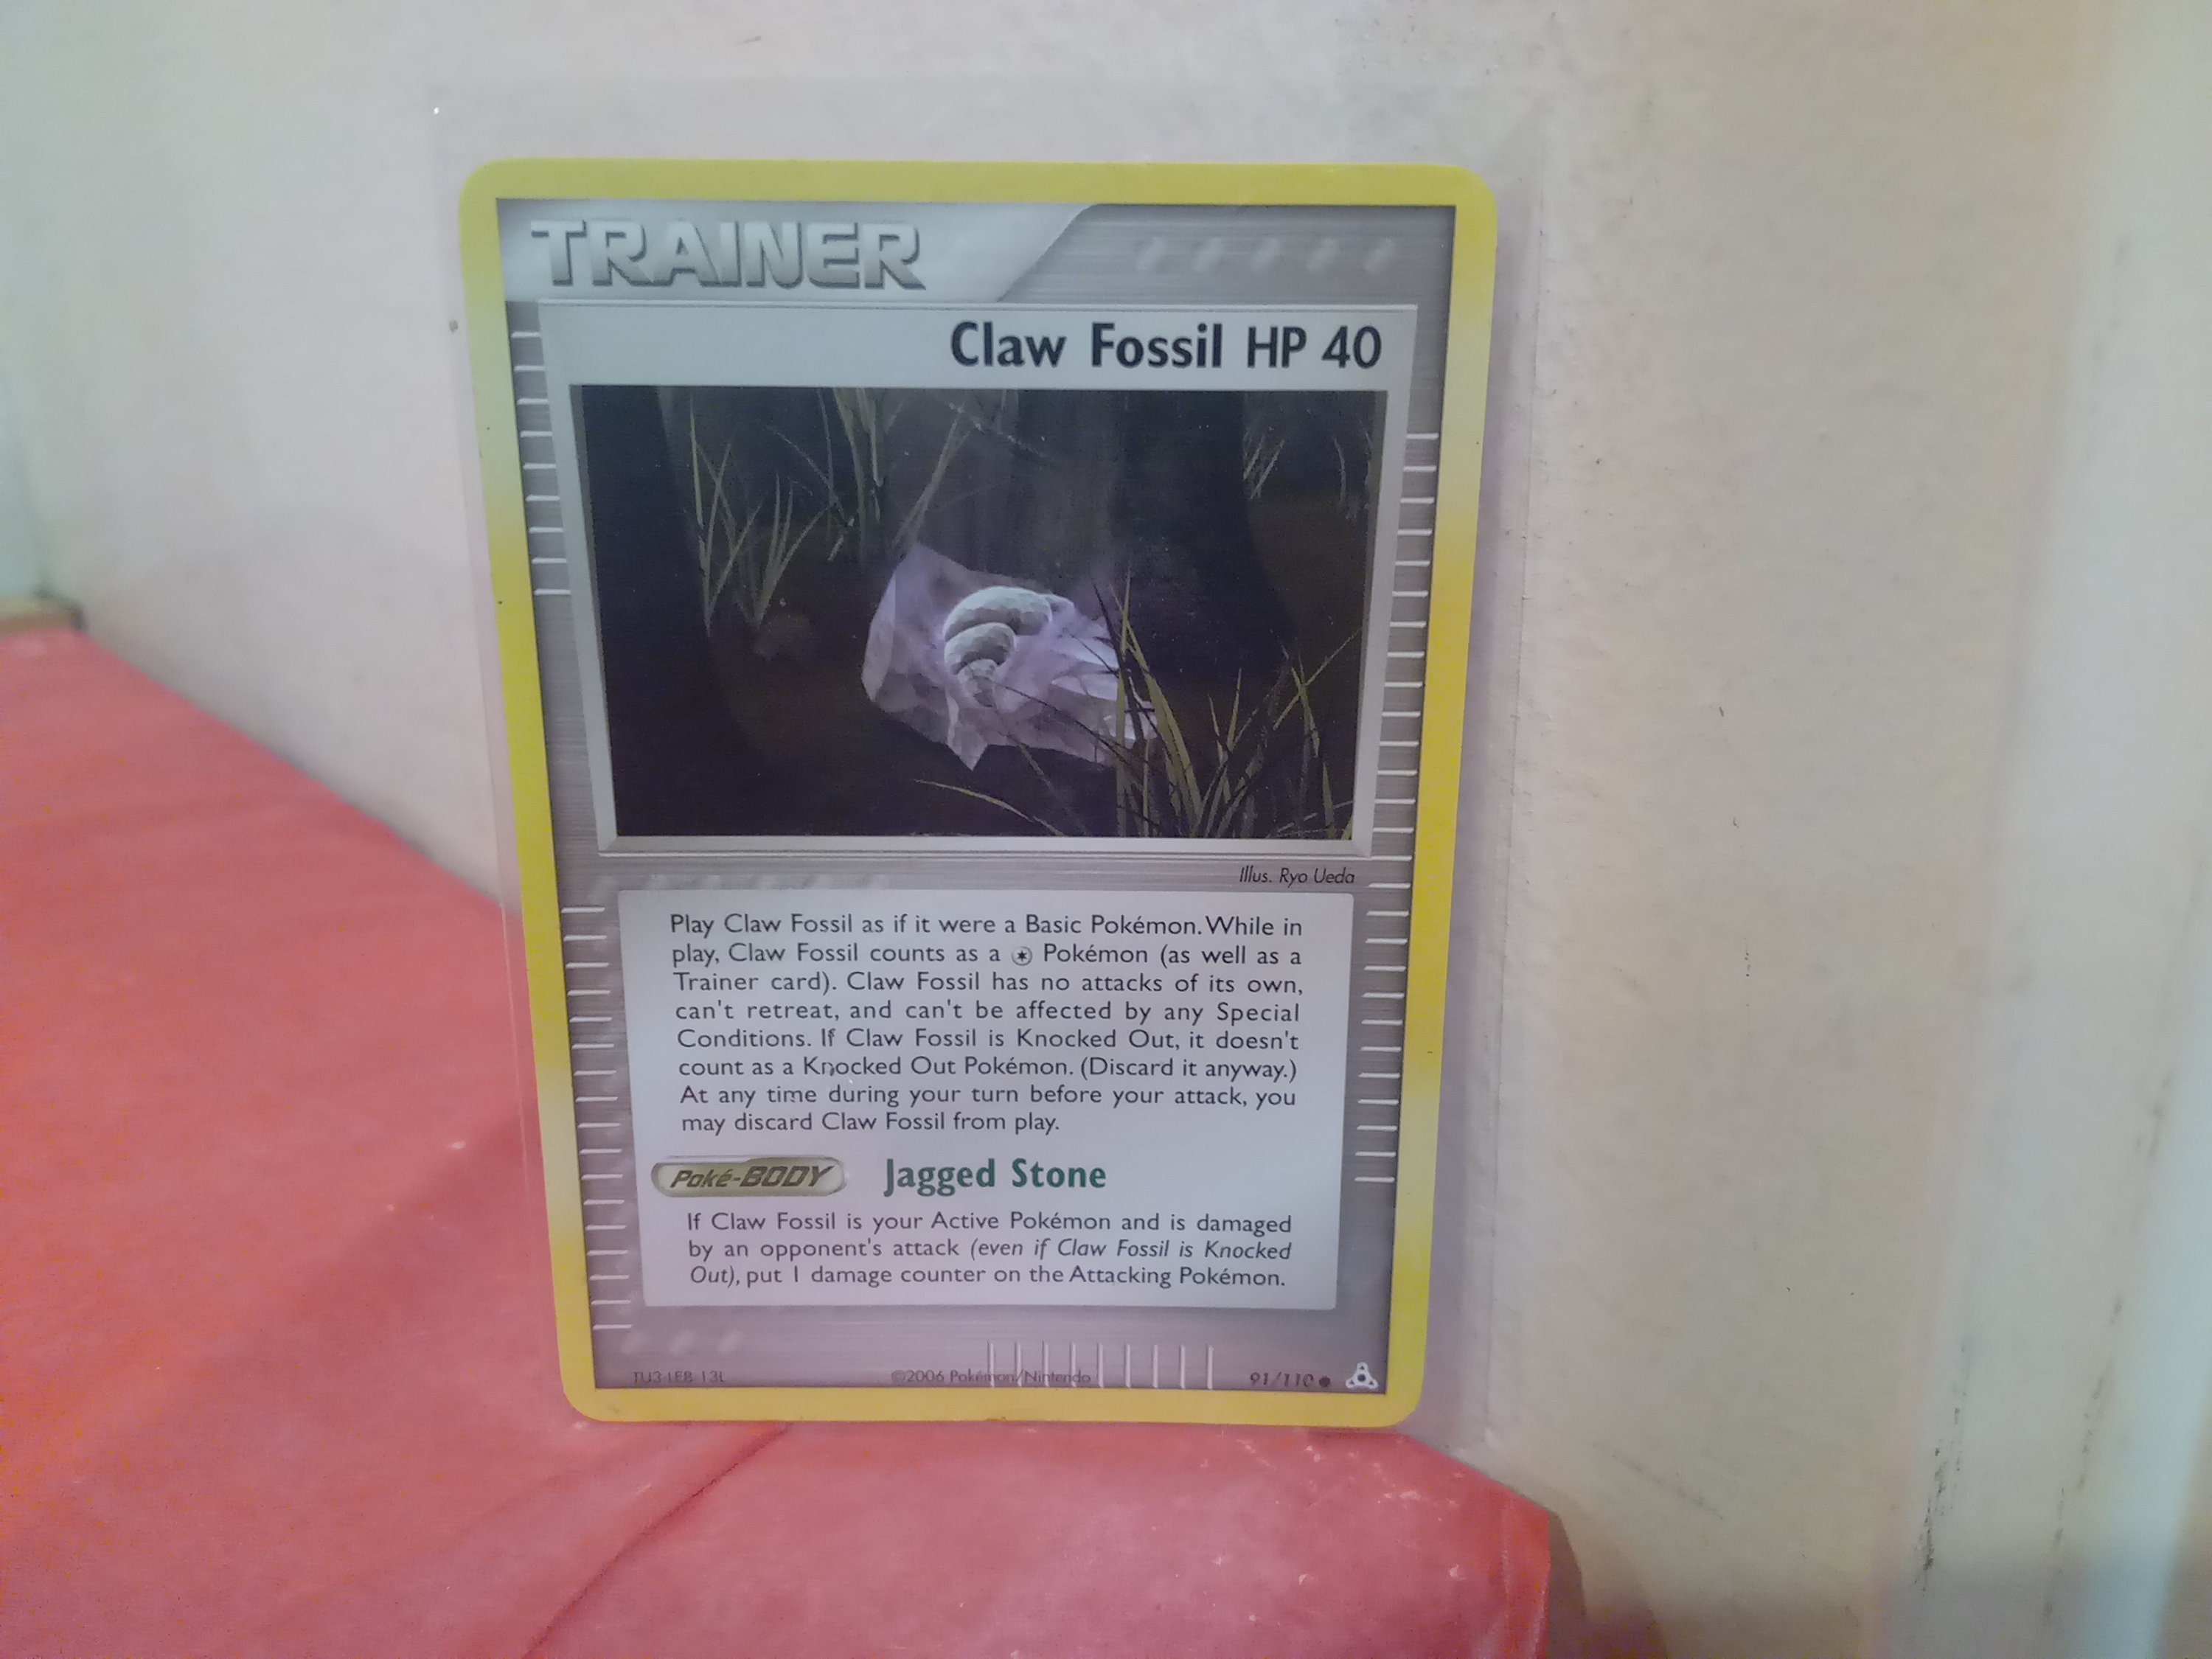 TRAINER
Claw Fossil HP 40
Illus. Ryo Ueda
Play Claw Fossil as if it were a Basic Pokémon. While in
play, Claw Fossil counts as a Pokémon (as well as a
Trainer card). Claw Fossil has no attacks of its own,
can't retreat, and can't be affected by any Special
Conditions. If Claw Fossil is Knocked Out, it doesn't
count as a Knocked Out Pokémon. (Discard it anyway.)
At any time during your turn before your attack, you
may discard Claw Fossil from play.
Poké-BODY Jagged Stone
If Claw Fossil is your Active Pokémon and is damaged
by an opponent's attack (even if Claw Fossil is Knocked
Out), put 1 damage counter on the Attacking Pokémon.
©2006 Pokémon/Nintendo 91/110